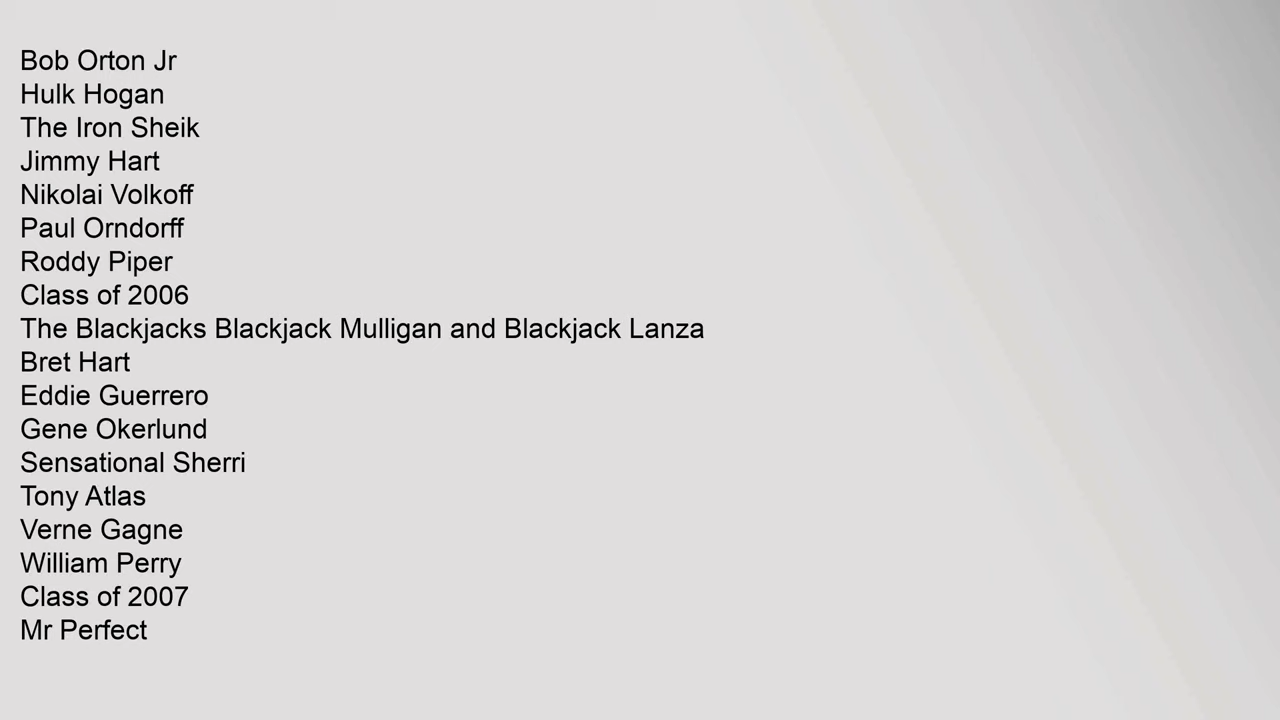 Bob Orton Jr
Hulk Hogan
The Iron Sheik
Jimmy Hart
Nikolai Volkoff
Paul Orndorff
Roddy Piper
Class of 2006
The Blackjacks Blackjack Mulligan and Blackjack Lanza
Bret Hart
Eddie Guerrero
Gene Okerlund
Sensational Sherri
Tony Atlas
Verne Gagne
William Perry
Class of 2007
Mr Perfect